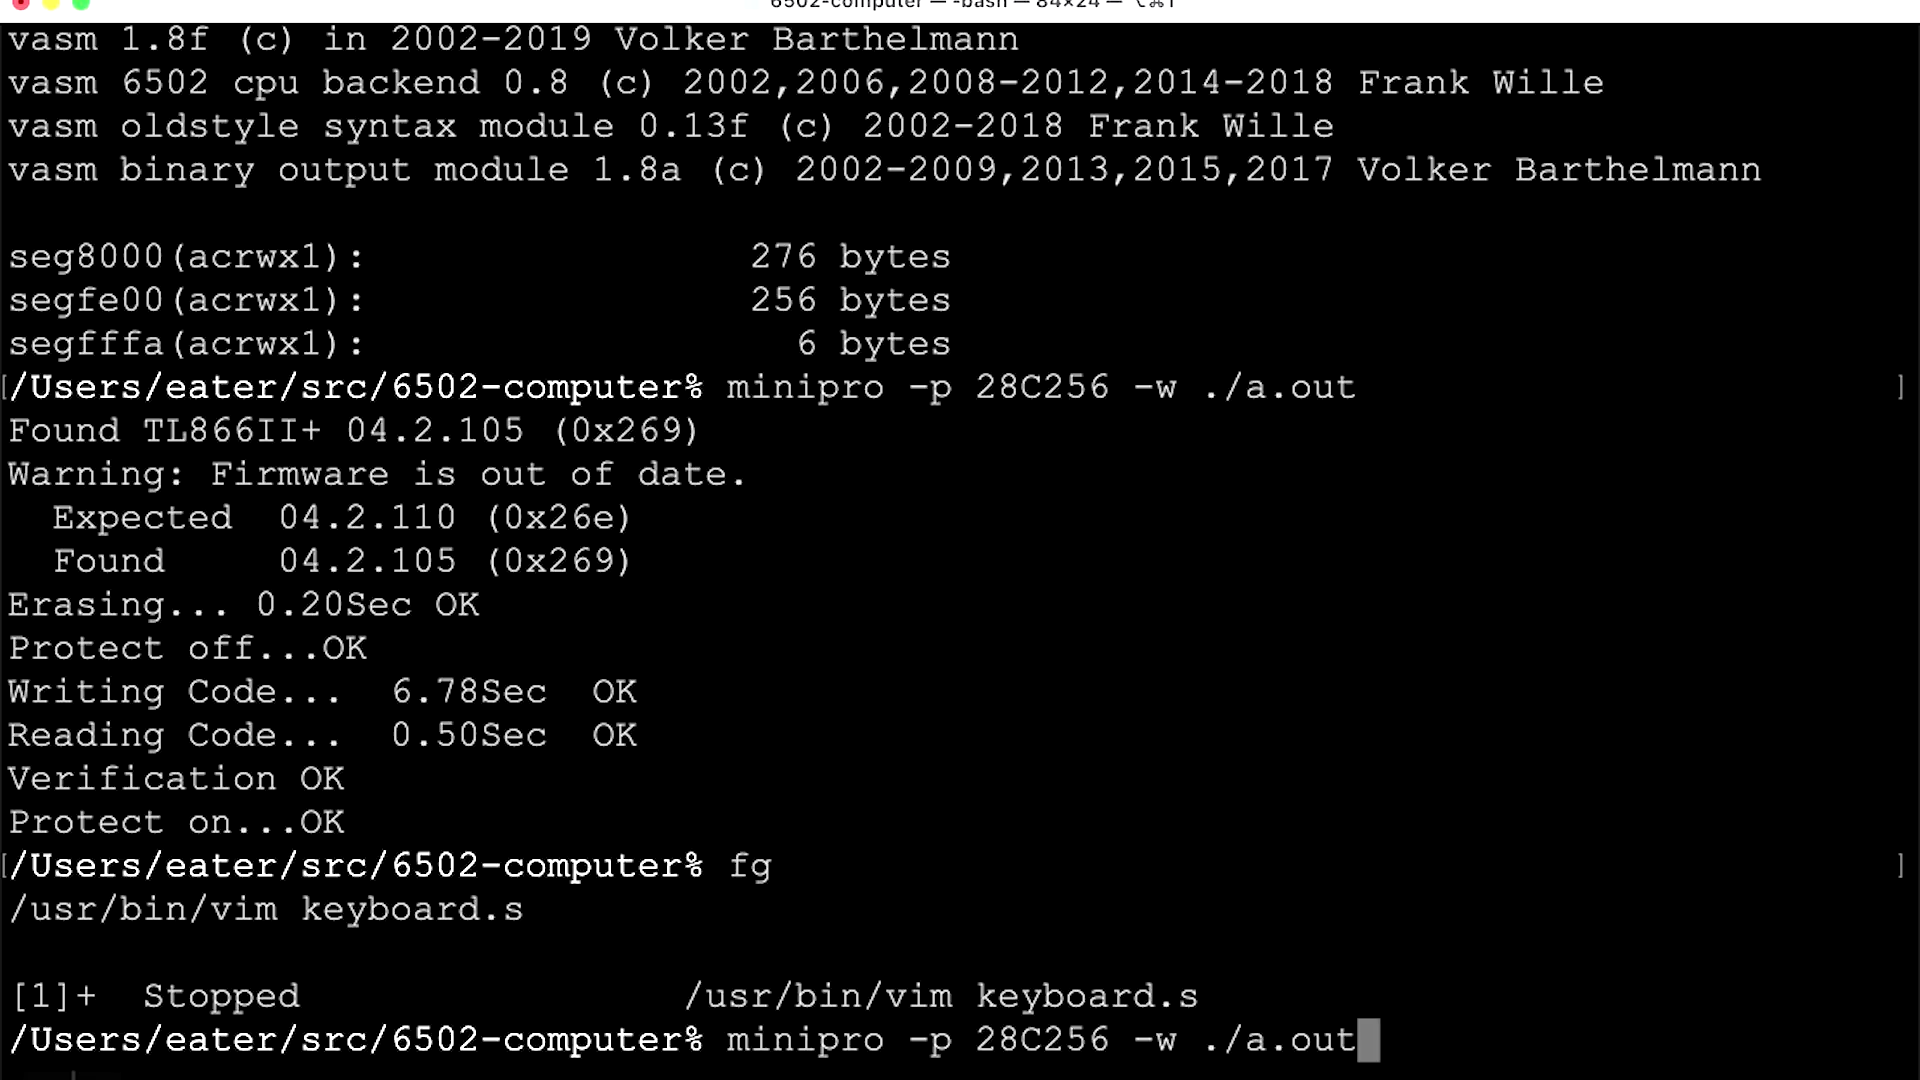 6502-computer — -bash — 84×24 — ⌥⌘1
vasm 1.8f (c) in 2002-2019 Volker Barthelmann
vasm 6502 cpu backend 0.8 (c) 2002,2006,2008-2012,2014-2018 Frank Wille
vasm oldstyle syntax module 0.13f (c) 2002-2018 Frank Wille
vasm binary output module 1.8a (c) 2002-2009,2013,2015,2017 Volker Barthelmann
seg8000(acrwx1): 276 bytes
segfe00(acrwx1): 256 bytes
segfffa(acrwx1): 6 bytes
[/Users/eater/src/6502-computer% minipro -p 28C256 -w ./a.out ]
Found TL866II+ 04.2.105 (0x269)
Warning: Firmware is out of date.
Expected 04.2.110 (0x26e)
Found 04.2.105 (0x269)
Erasing... 0.20Sec OK
Protect off...OK
Writing Code... 6.78Sec OK
Reading Code... 0.50Sec OK
Verification OK
Protect on...OK
[/Users/eater/src/6502-computer% fg ]
/usr/bin/vim keyboard.s
[1]+ Stopped /usr/bin/vim keyboard.s
/Users/eater/src/6502-computer% minipro -p 28C256 -w ./a.out